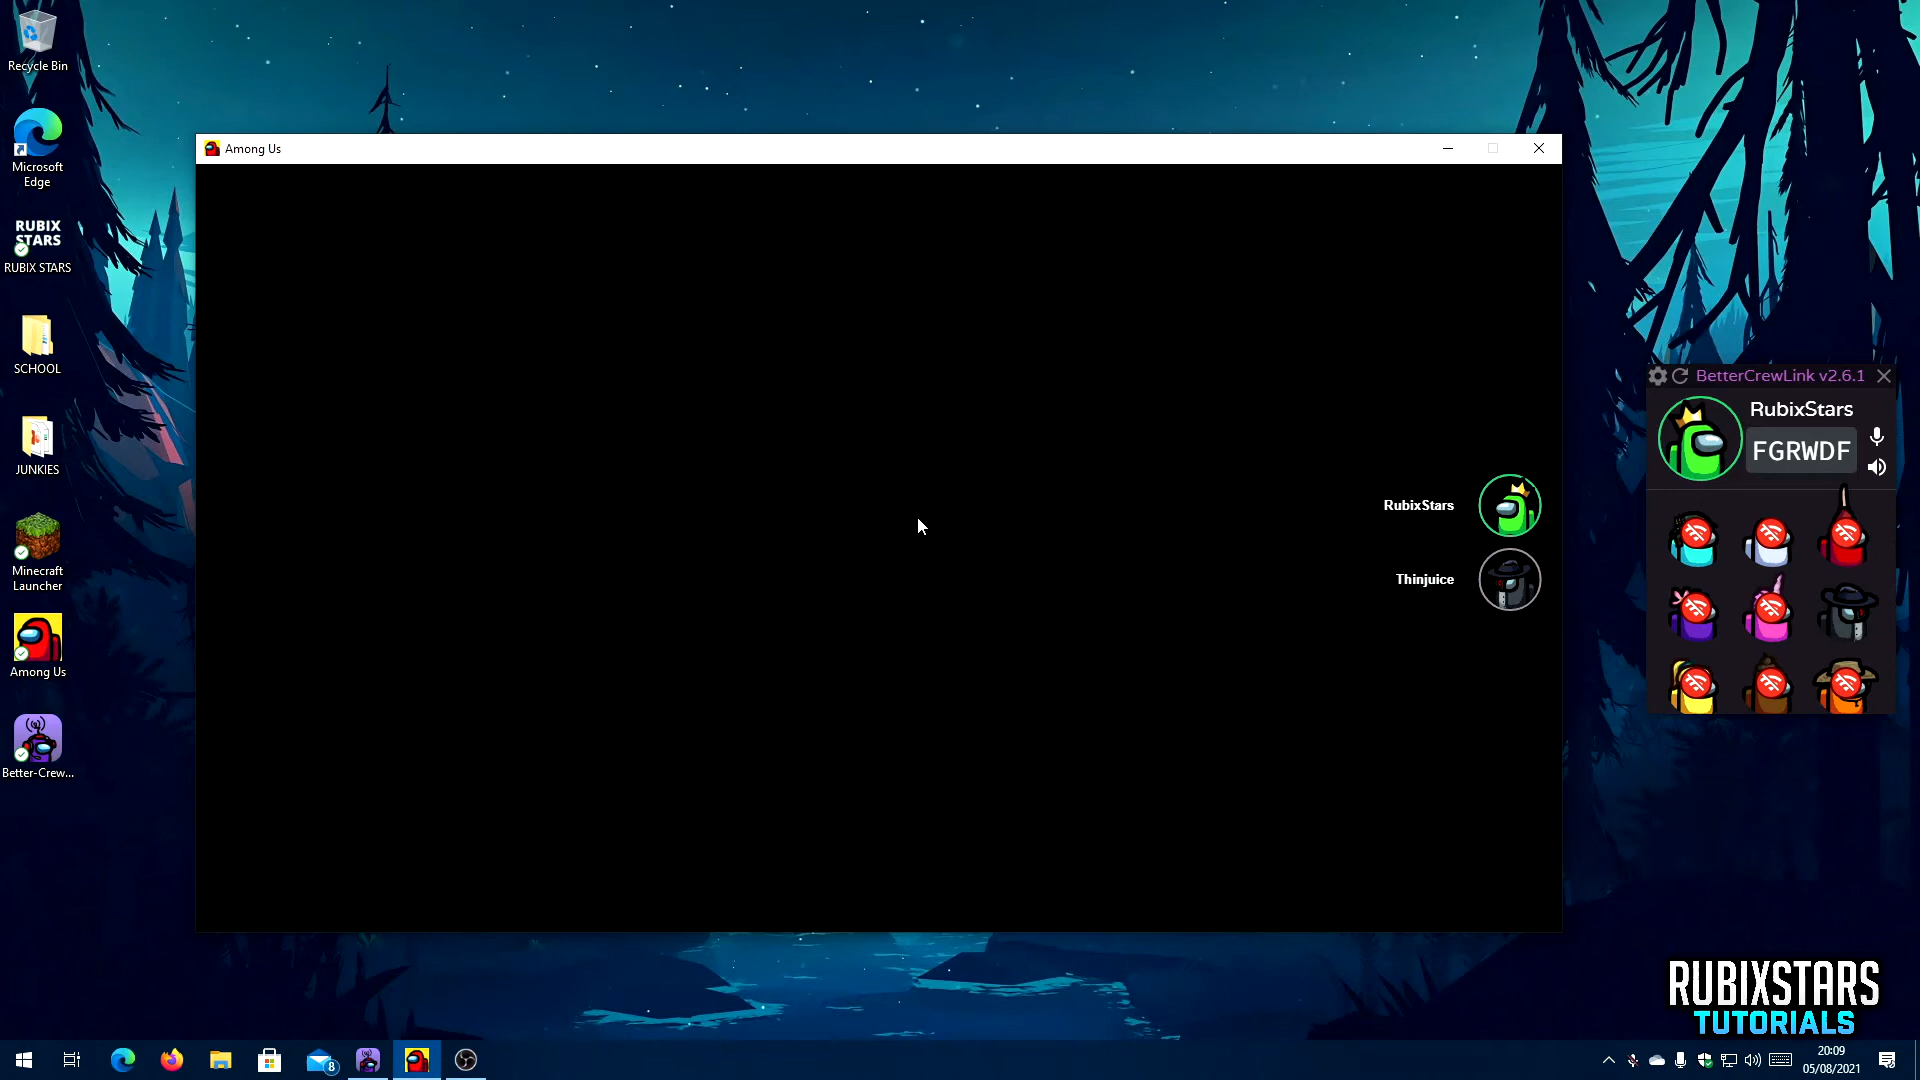 Recycle Bin
Microsoft
Edge
RUBIX
STARS
RUBIX STARS
SCHOOL
JUNKIES
Minecraft
Launcher
Among Us
Better-Crew...
Among Us
RubixStars
Thinjuice
BetterCrewLink v2.6.1
RubixStars
FGRWDF
RUBIXSTARS
TUTORIALS
8
20:09
05/08/2021